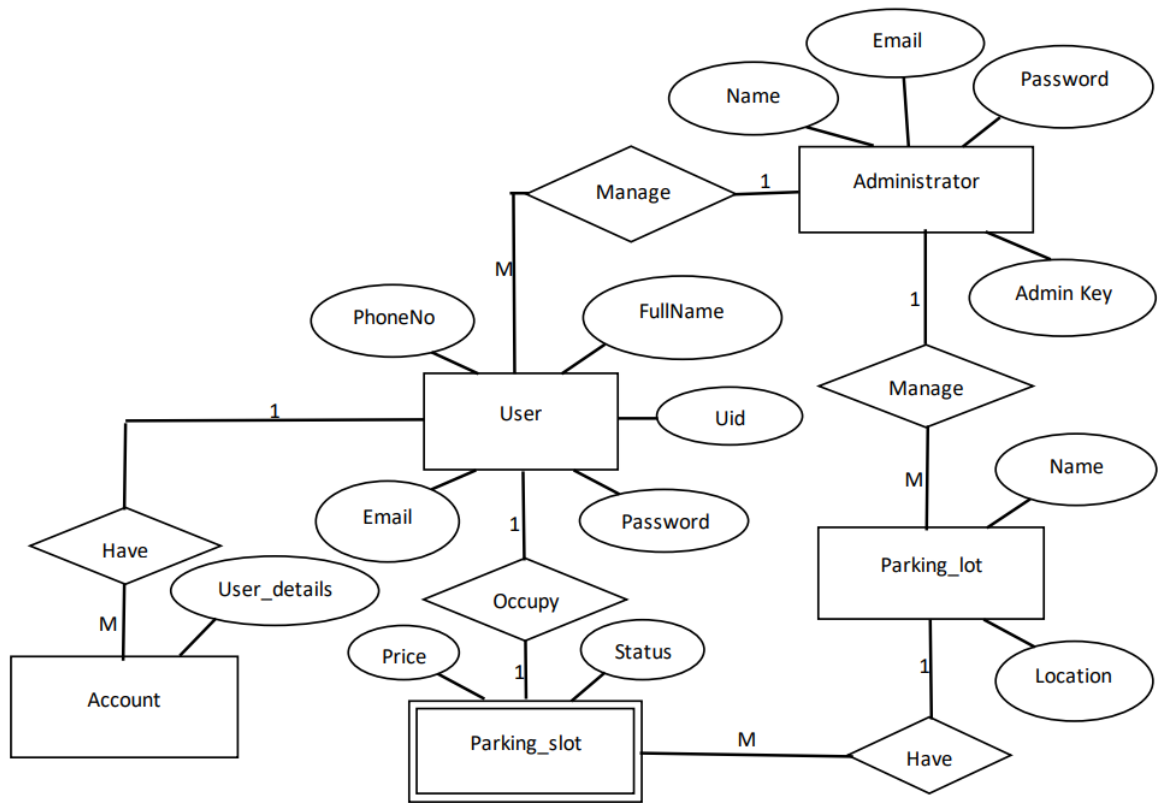 Email
Name
Password
Manage
1
Administrator
M
Admin Key
PhoneNo
FullName
1
Manage
1
User
Uid
M
Name
Email
1
Password
Have
Parking_lot
User_details
Occupy
M
Price
Status
1
1
Location
Account
Parking_slot
M
Have